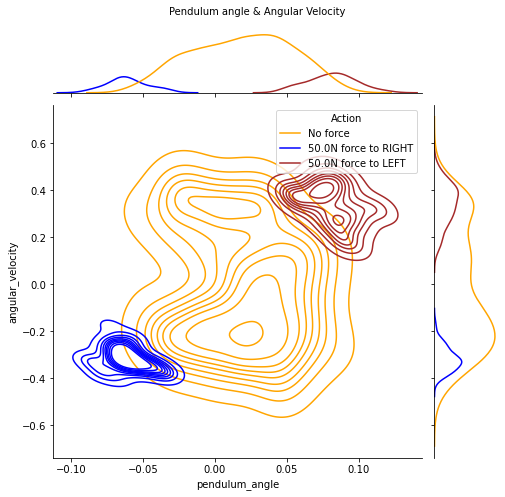 Pendulum angle & Angular Velocity
Action
No force
50.0N force to RIGHT
50.0N force to LEFT
0.6
0.4
0.2
0.0
−0.2
−0.4
−0.6
angular_velocity
−0.10
−0.05
0.00
0.05
0.10
pendulum_angle